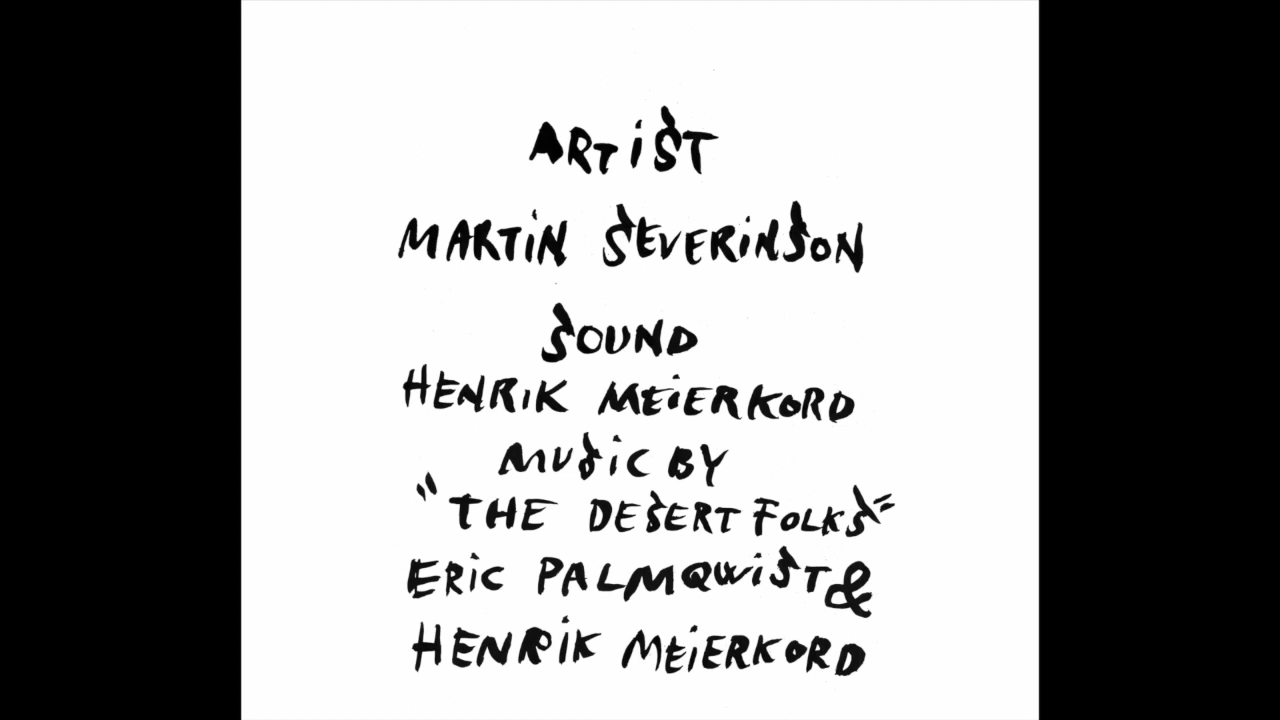 ARTiST
MARTiN SEVERiNSON
SOUND
HENRIK MEiERKORD
MUSiC BY
"THE DESERT FOLKS"
ERiC PALMQWiST &
HENRiK MEiERKORD